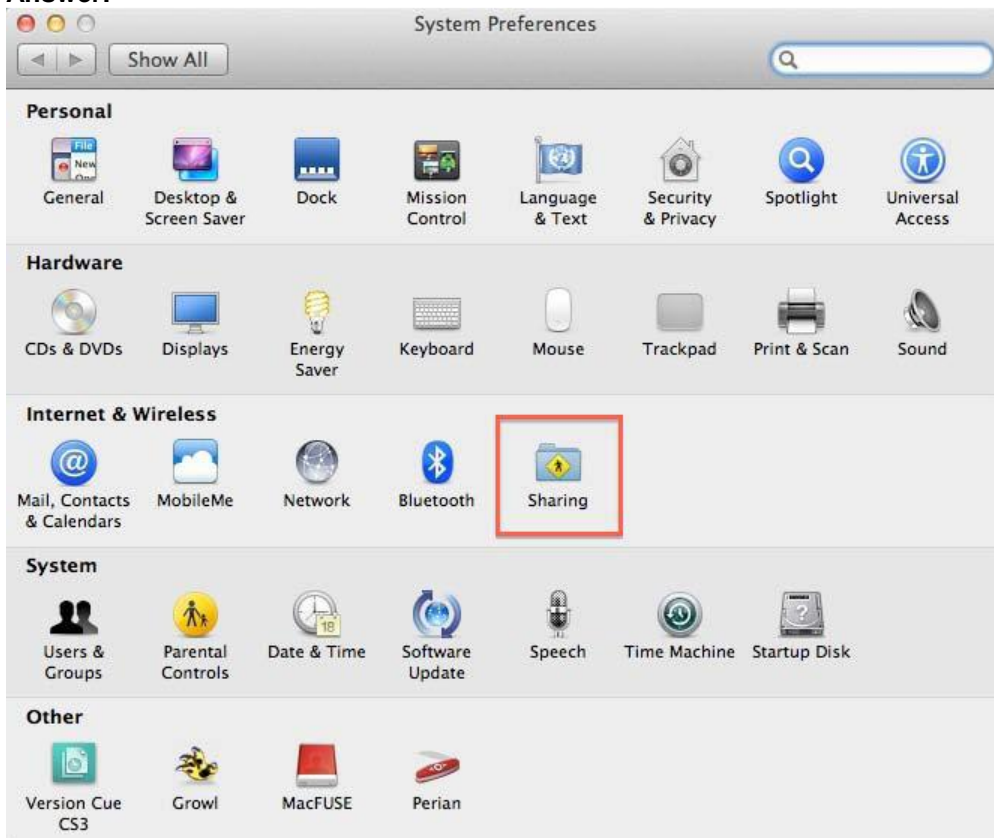 Answer:
System Preferences
Show All
Personal
File
New
General
Desktop &
Screen Saver
Dock
Mission
Control
Language
& Text
Security
& Privacy
Spotlight
Universal
Access
Hardware
CDs & DVDs
Displays
Energy
Saver
Keyboard
Mouse
Trackpad
Print & Scan
Sound
Internet & Wireless
@
Mail, Contacts
& Calendars
MobileMe
Network
Bluetooth
Sharing
System
18
?
Users &
Groups
Parental
Controls
Date & Time
Software
Update
Speech
Time Machine
Startup Disk
Other
Version Cue
CS3
Growl
MacFUSE
Perian